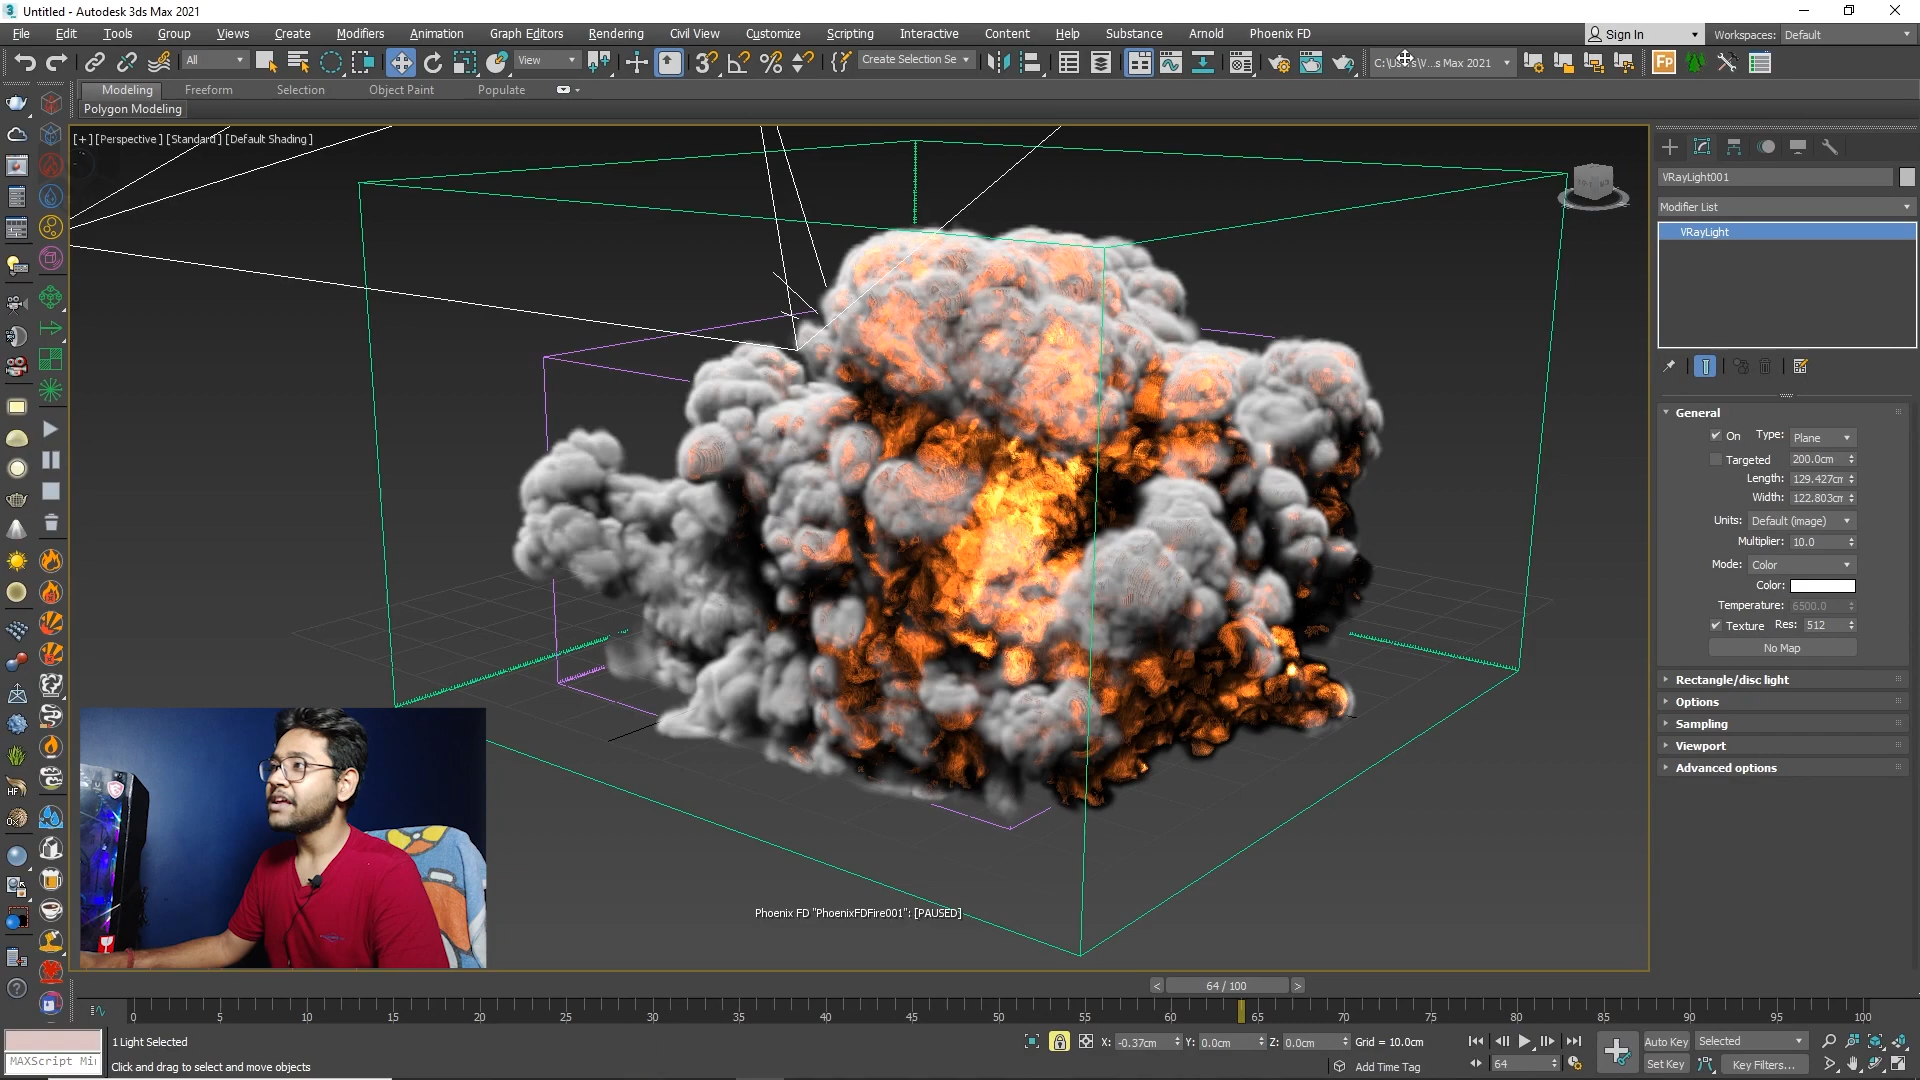 Untitled - Autodesk 3ds Max 2021
File Edit Tools Group Views Create Modifiers Animation Graph Editors Rendering Civil View Customize Scripting Interactive Content Help Substance Arnold Phoenix FD
Sign In Workspaces: Default
All View Create Selection Se
Modeling Freeform Selection Object Paint Populate
Polygon Modeling
[+] [Perspective] [Standard] [Default Shading]
VRayLight001
Modifier List
VRayLight
General
On Type: Plane
Targeted 200.0cm
Length: 129.427cm
Width: 122.803cm
Units: Default (image)
Multiplier: 10.0
Mode: Color
Color:
Temperature: 6500.0
Texture Res: 512
No Map
Rectangle/disc light
Options
Sampling
Viewport
Advanced options
Phoenix FD "PhoenixFDFire001": [PAUSED]
< 64 / 100 >
0 5 10 15 20 25 30 35 40 45 50 55 60 65 70 75 80 85 90 95 100
1 Light Selected
X: -0.37cm Y: 0.0cm Z: 0.0cm Grid = 10.0cm
Auto Key Selected
MAXScript Mi
Click and drag to select and move objects
Add Time Tag
64
Set Key Key Filters...